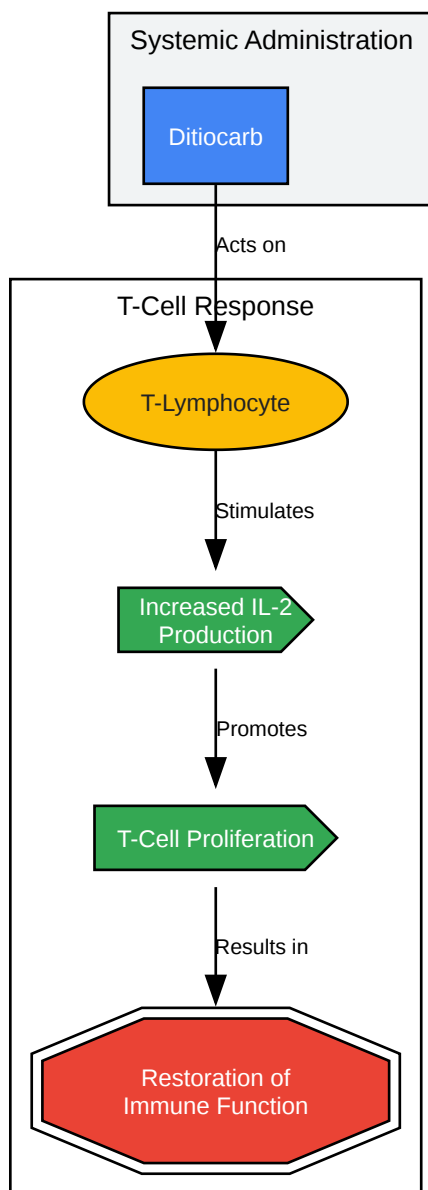 Systemic Administration
Ditiocarb
Acts on
T-Cell Response
T-Lymphocyte
Stimulates
Increased IL-2
Production
Promotes
T-Cell Proliferation
Results in
Restoration of
Immune Function